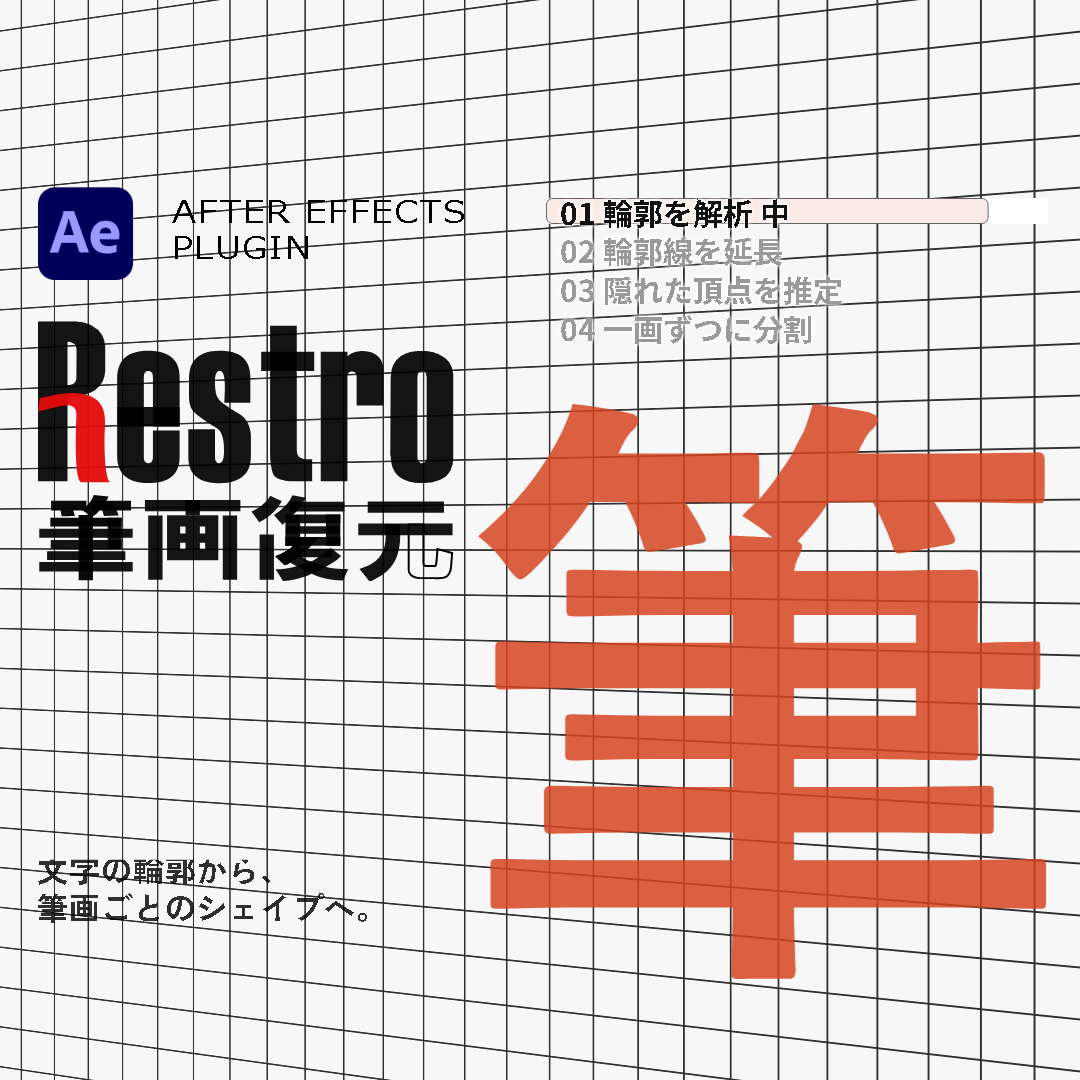 Ae
AFTER EFFECTS
PLUGIN
Restro
筆画復元
01 輪郭を解析 中
02 輪郭線を延長
03 隠れた頂点を推定
04 一画ずつに分割
筆
文字の輪郭から、
筆画ごとのシェイプへ。